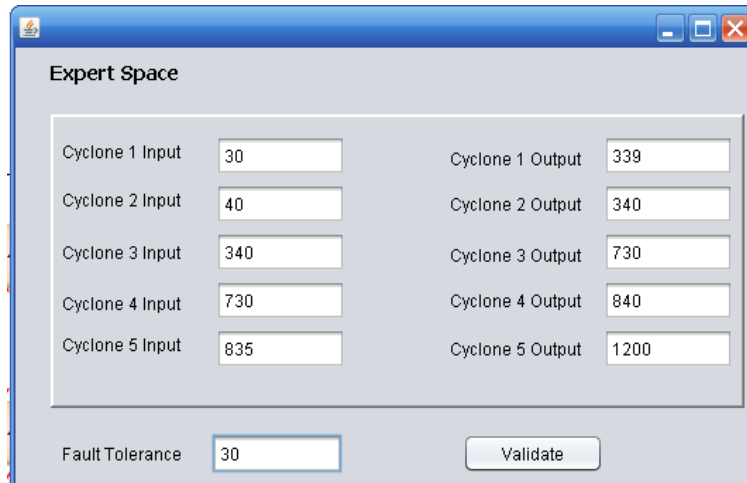 Expert Space
Cyclone 1 Input 30 Cyclone 1 Output 339
Cyclone 2 Input 40 Cyclone 2 Output 340
Cyclone 3 Input 340 Cyclone 3 Output 730
Cyclone 4 Input 730 Cyclone 4 Output 840
Cyclone 5 Input 835 Cyclone 5 Output 1200
Fault Tolerance 30 Validate